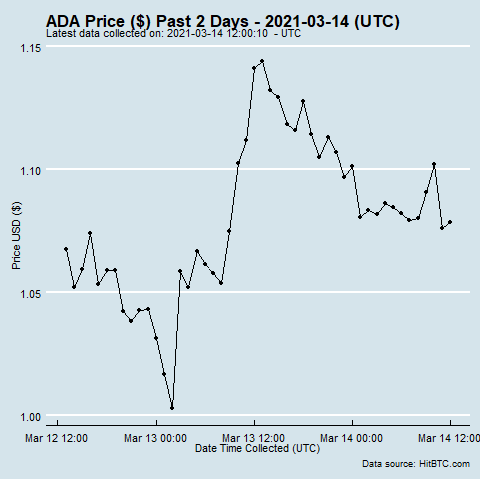 ADA Price ($) Past 2 Days - 2021-03-14 (UTC)
Latest data collected on: 2021-03-14 12:00:10 - UTC
1.15
1.10
1.05
1.00
Price USD ($)
Mar 12 12:00 Mar 13 00:00 Mar 13 12:00 Mar 14 00:00 Mar 14 12:00
Date Time Collected (UTC)
Data source: HitBTC.com